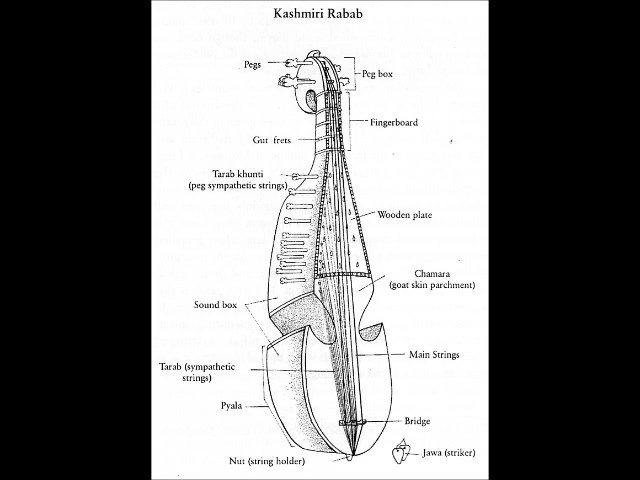 Kashmiri Rabab
Pegs
Peg box
Fingerboard
Gut frets
Tarab khunti
(peg sympathetic strings)
Wooden plate
Chamara
(goat skin parchment)
Sound box
Main Strings
Tarab (sympathetic
strings)
Pyala
Bridge
Nut (string holder)
Jawa (striker)